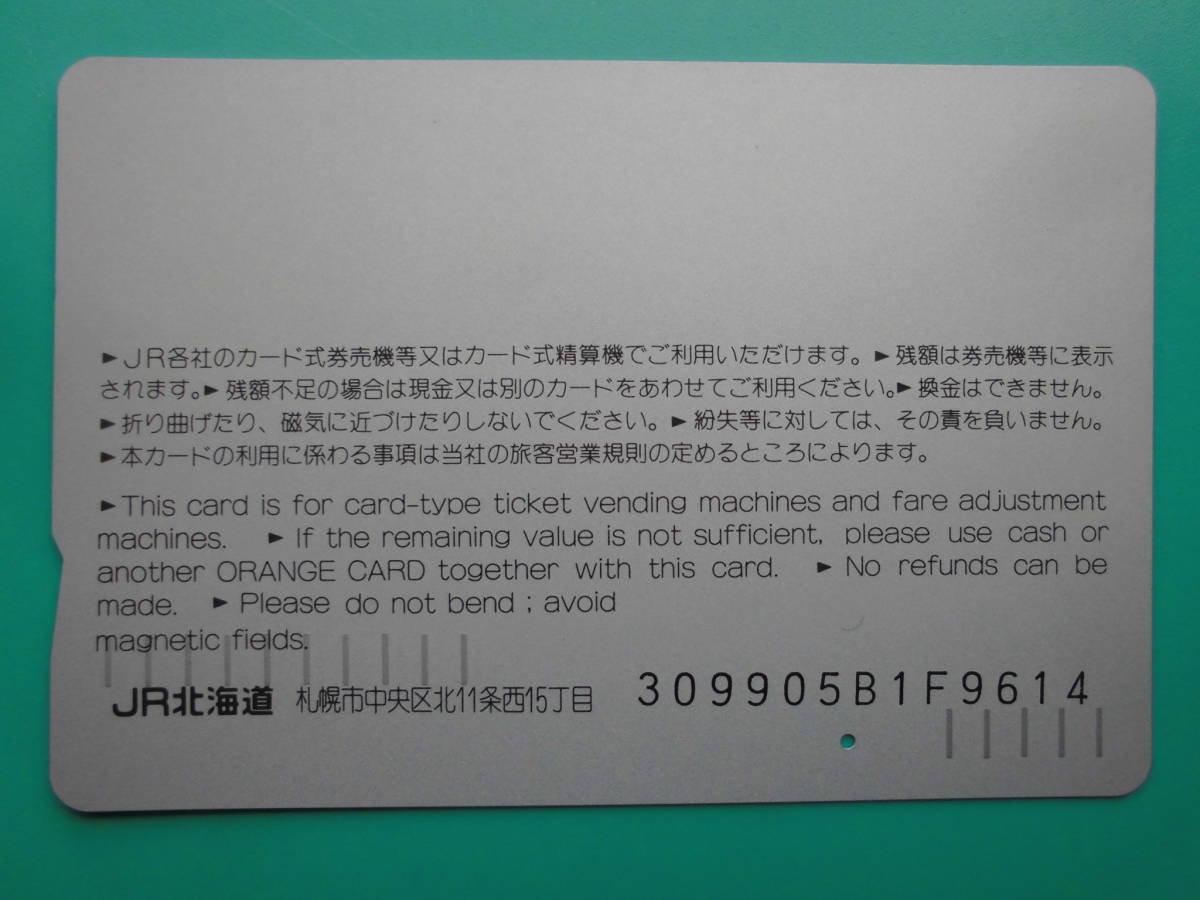 ►JR各社のカード式券売機等又はカード式精算機でご利用いただけます。►残額は券売機等に表示
されます。►残額不足の場合は現金又は別のカードをあわせてご利用ください。►換金はできません。
►折り曲げたり、磁気に近づけたりしないでください。►紛失等に対しては、その責を負いません。
►本カードの利用に係わる事項は当社の旅客営業規則の定めるところによります。
►This card is for card-type ticket vending machines and fare adjustment
machines. ►If the remaining value is not sufficient, please use cash or
another ORANGE CARD together with this card. ►No refunds can be
made. ►Please do not bend ; avoid
magnetic fields.
JR北海道 札幌市中央区北11条西15丁目 309905B1F9614